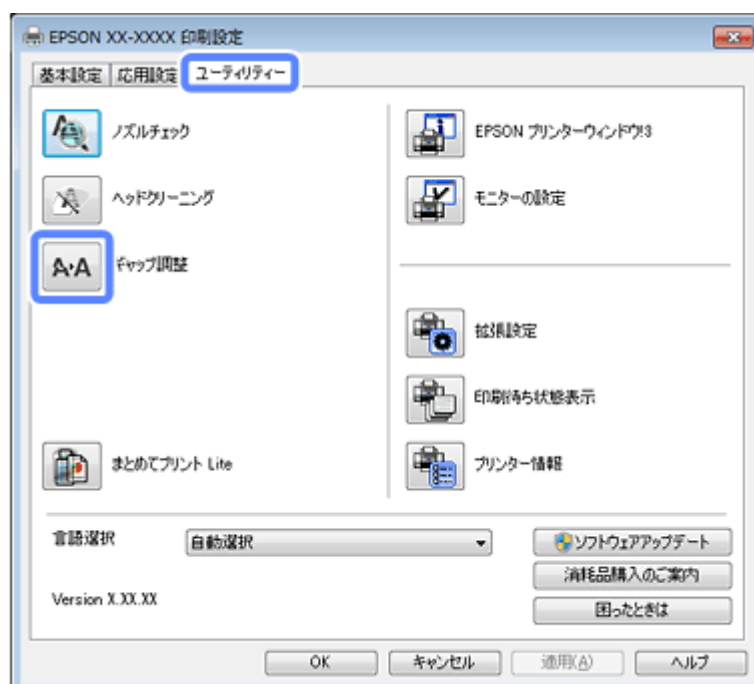 EPSON XX-XXXX 印刷設定
基本設定
応用設定
ユーティリティー
ノズルチェック
ヘッドクリーニング
A▸A
ギャップ調整
まとめてプリント Lite
EPSON プリンターウィンドウ!3
モニターの設定
拡張設定
印刷待ち状態表示
プリンター情報
言語選択
自動選択
Version X.XX.XX
ソフトウェアアップデート
消耗品購入のご案内
困ったときは
OK
キャンセル
適用(A)
ヘルプ